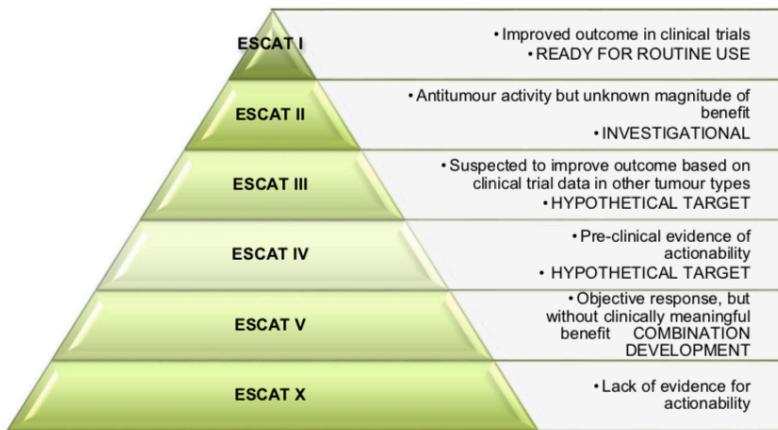 ESCAT I
• Improved outcome in clinical trials
• READY FOR ROUTINE USE
ESCAT II
• Antitumour activity but unknown magnitude of
benefit
• INVESTIGATIONAL
ESCAT III
• Suspected to improve outcome based on
clinical trial data in other tumour types
• HYPOTHETICAL TARGET
ESCAT IV
• Pre-clinical evidence of
actionability
• HYPOTHETICAL TARGET
ESCAT V
• Objective response, but
without clinically meaningful
benefit COMBINATION
DEVELOPMENT
ESCAT X
• Lack of evidence for
actionability